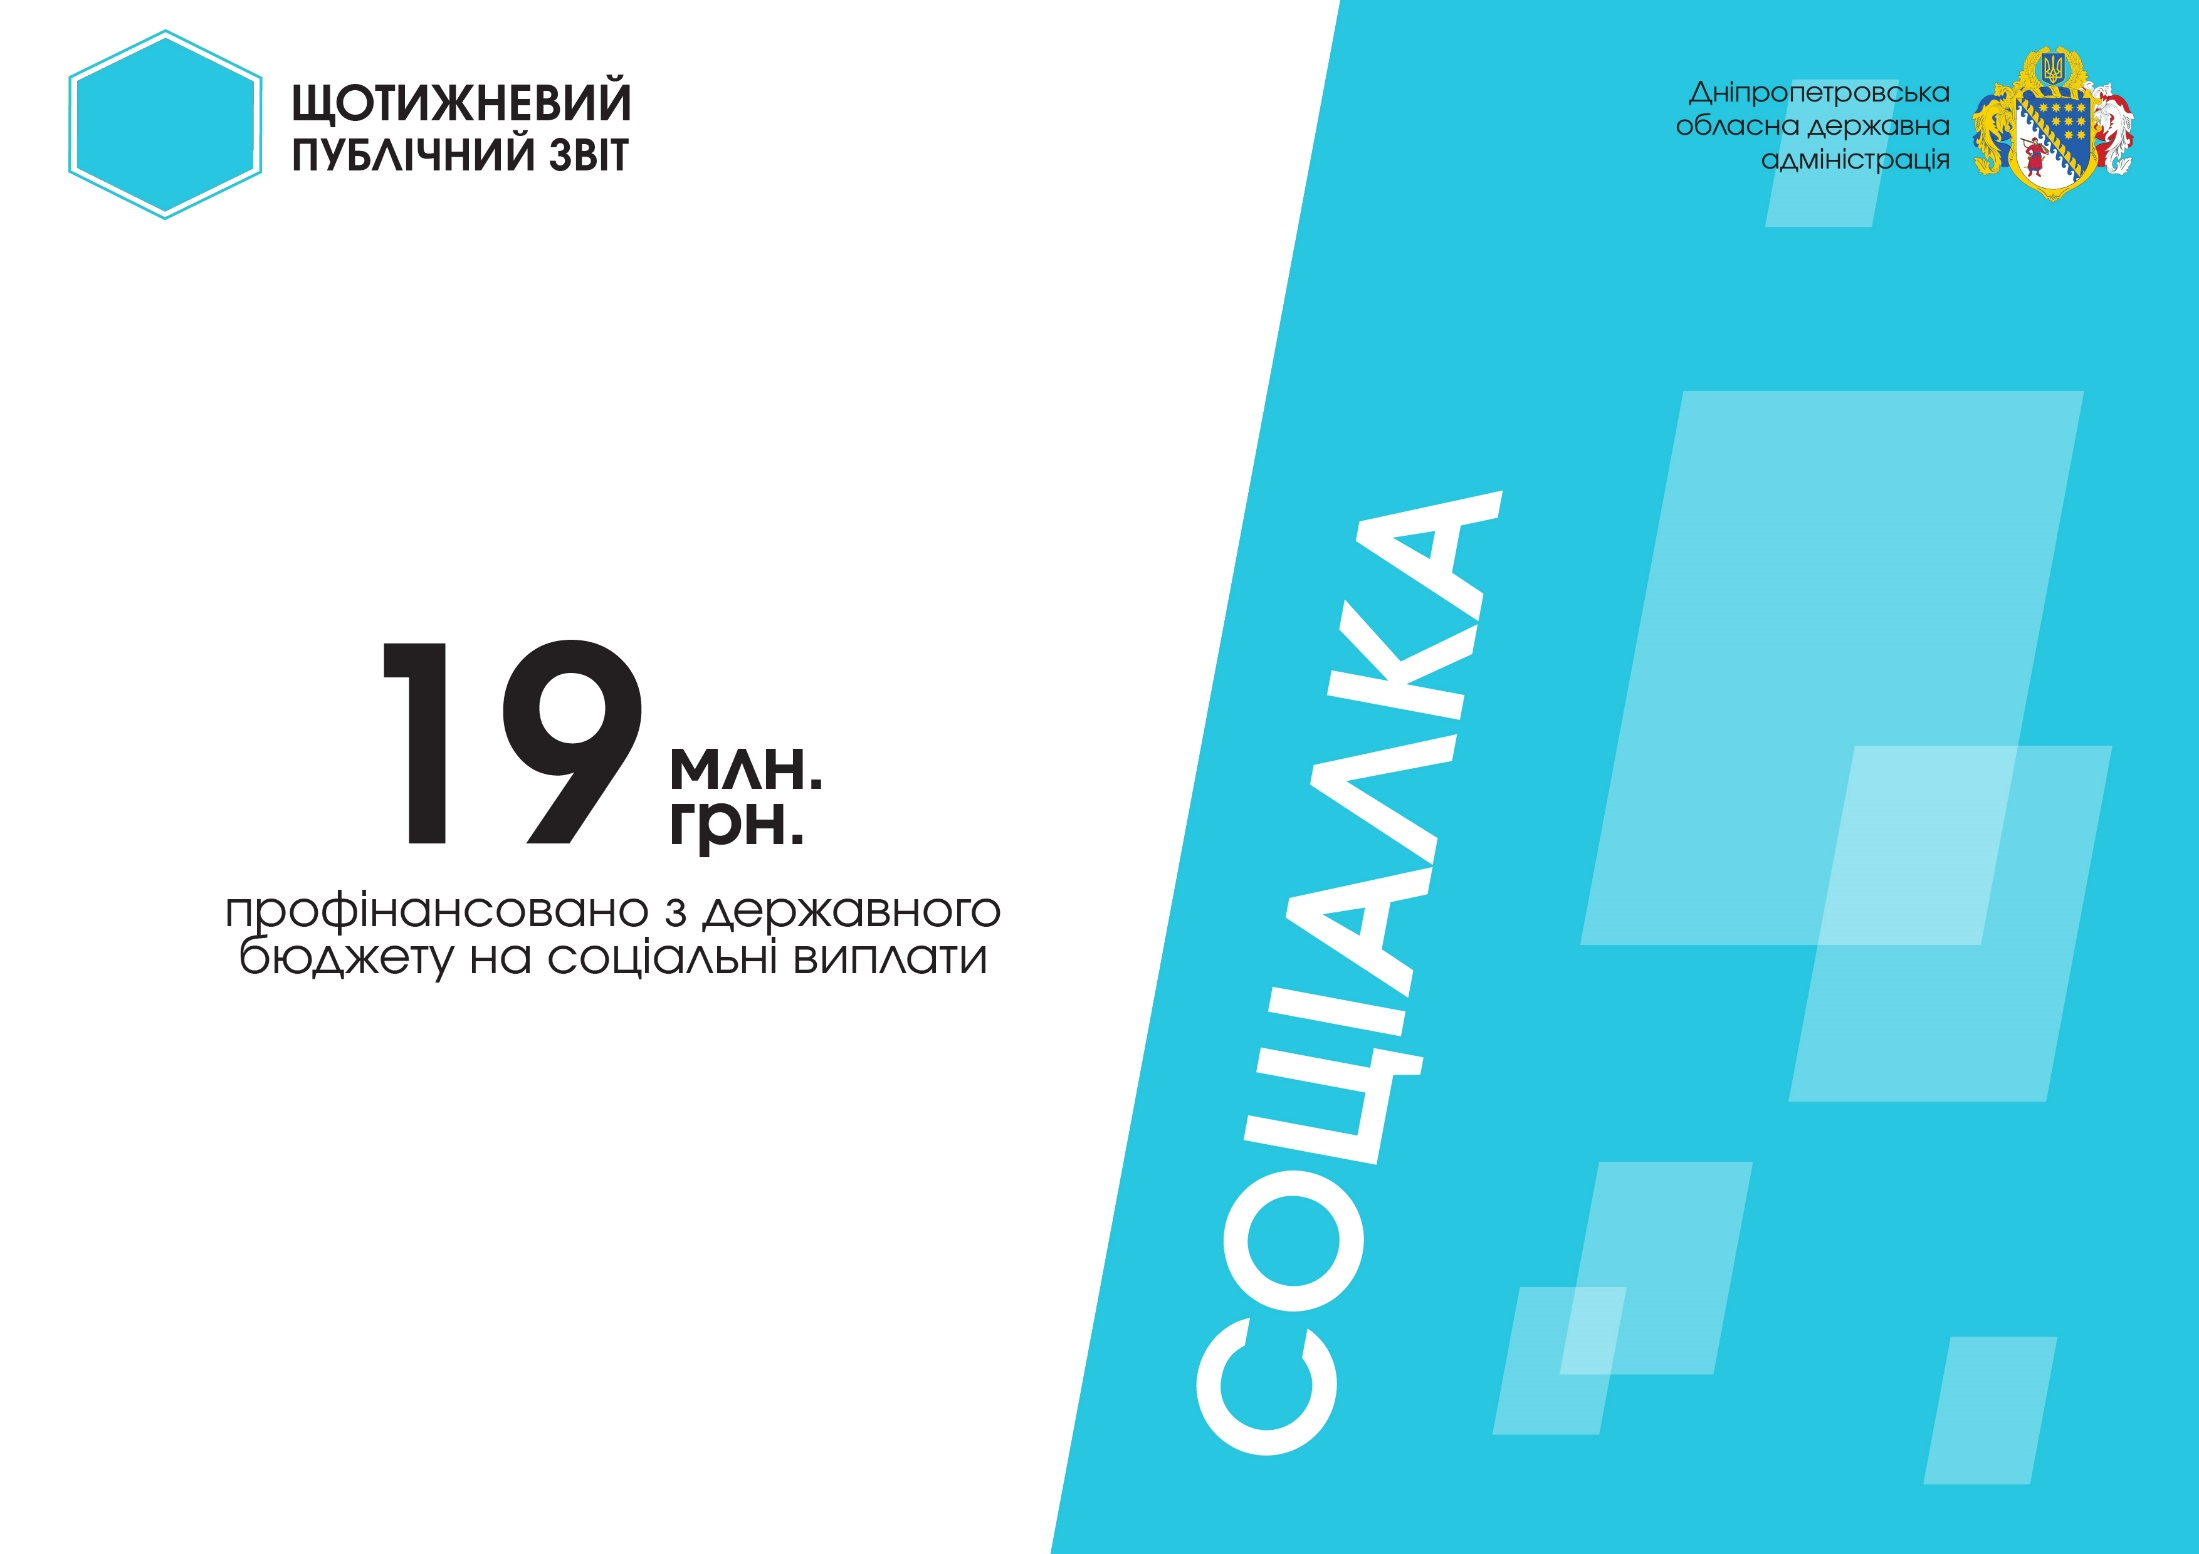 ЩОТИЖНЕВИЙ
ПУБЛІЧНИЙ ЗВІТ
Дніпропетровська
обласна державна
адміністрація
19 млн.
грн.
профінансовано з державного
бюджету на соціальні виплати
СОЦІАЛКА